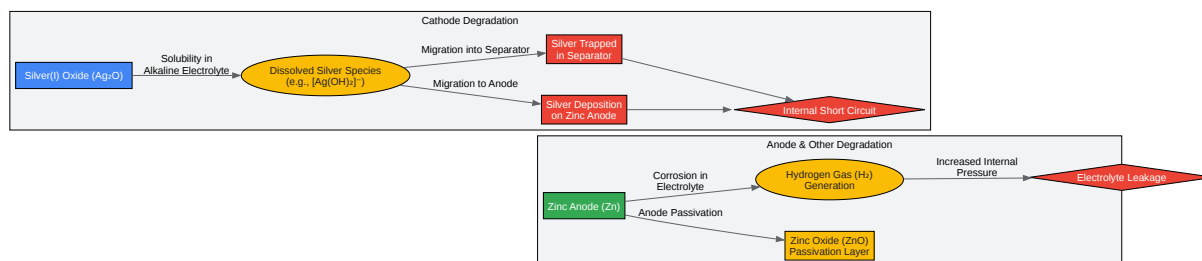 Cathode Degradation
Silver(I) Oxide (Ag₂O)
Solubility in
Alkaline Electrolyte
Dissolved Silver Species
(e.g., [Ag(OH)₂]⁻)
Migration into Separator
Silver Trapped
in Separator
Migration to Anode
Silver Deposition
on Zinc Anode
Internal Short Circuit
Anode & Other Degradation
Zinc Anode (Zn)
Corrosion in
Electrolyte
Hydrogen Gas (H₂)
Generation
Increased Internal
Pressure
Electrolyte Leakage
Anode Passivation
Zinc Oxide (ZnO)
Passivation Layer